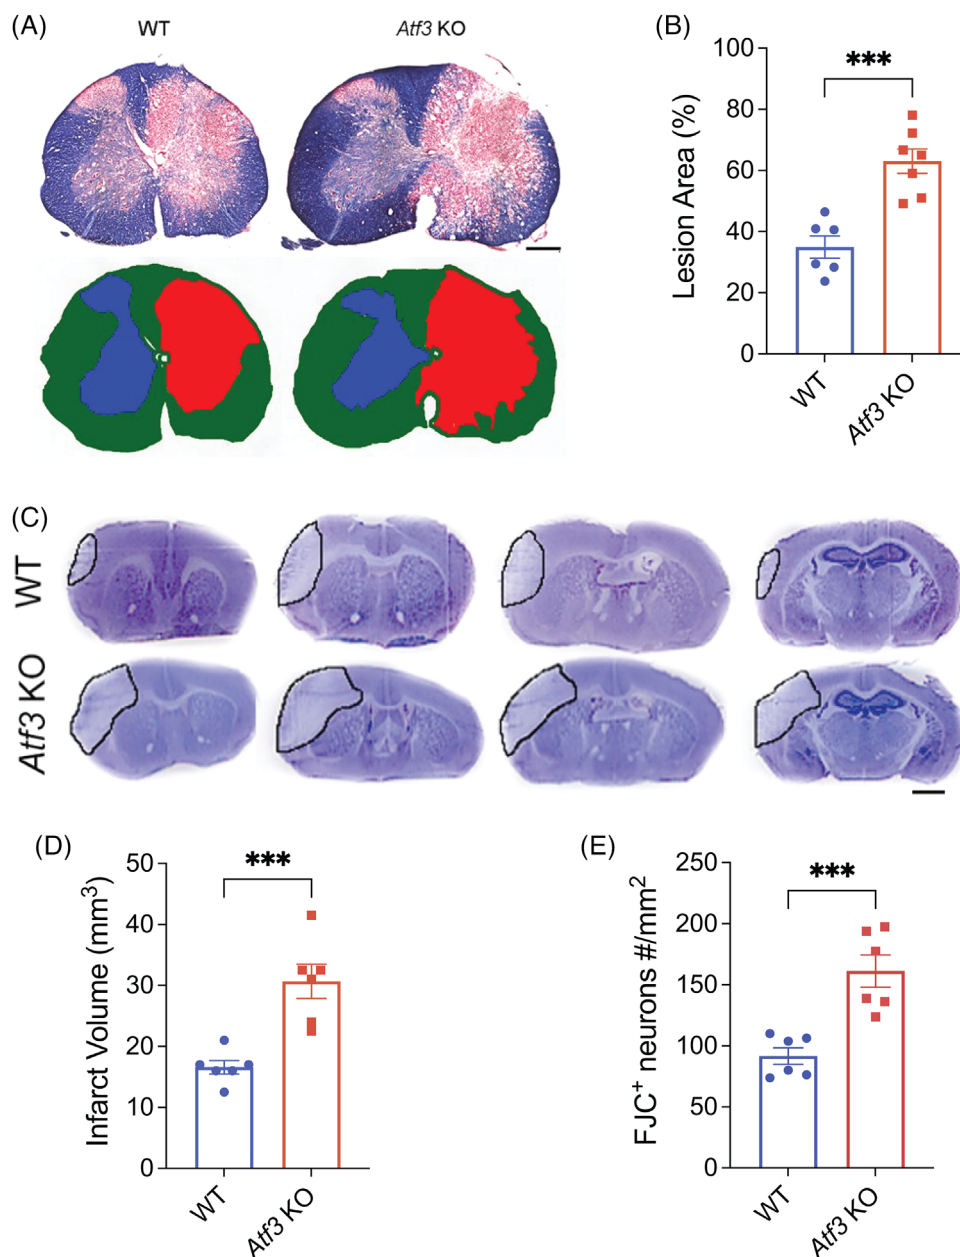 (A)
WT
Atf3 KO
(B)
Lesion Area (%)
100
80
60
40
20
0
***
WT
Atf3 KO
(C)
WT
Atf3 KO
(D)
Infarct Volume (mm³)
50
40
30
20
10
0
***
WT
Atf3 KO
(E)
FJC⁺ neurons #/mm²
250
200
150
100
50
0
***
WT
Atf3 KO